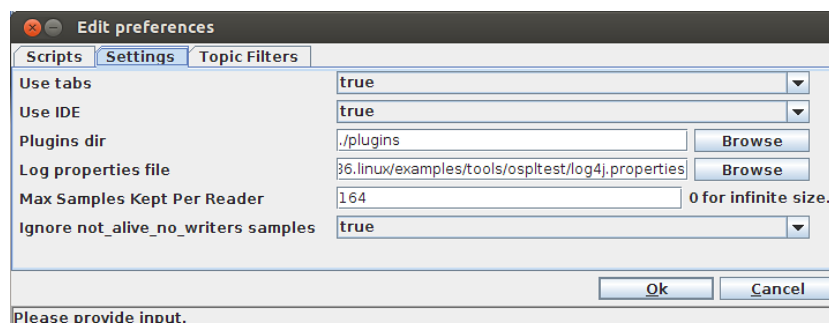 Edit preferences
Scripts Settings Topic Filters
Use tabs true
Use IDE true
Plugins dir ./plugins Browse
Log properties file 36.linux/examples/tools/ospltest/log4j.properties Browse
Max Samples Kept Per Reader 164 0 for infinite size.
Ignore not_alive_no_writers samples true
Ok Cancel
Please provide input.